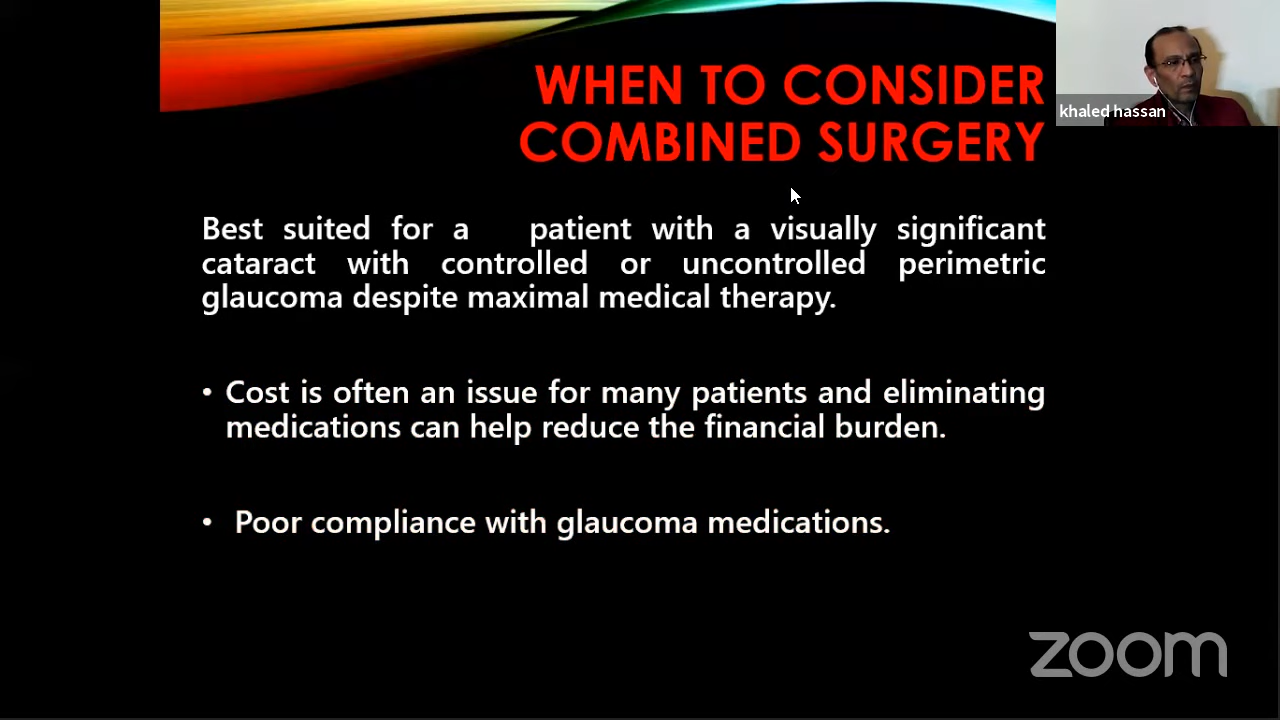 WHEN TO CONSIDER
COMBINED SURGERY
khaled hassan
Best suited for a patient with a visually significant
cataract with controlled or uncontrolled perimetric
glaucoma despite maximal medical therapy.
• Cost is often an issue for many patients and eliminating
medications can help reduce the financial burden.
• Poor compliance with glaucoma medications.
zoom